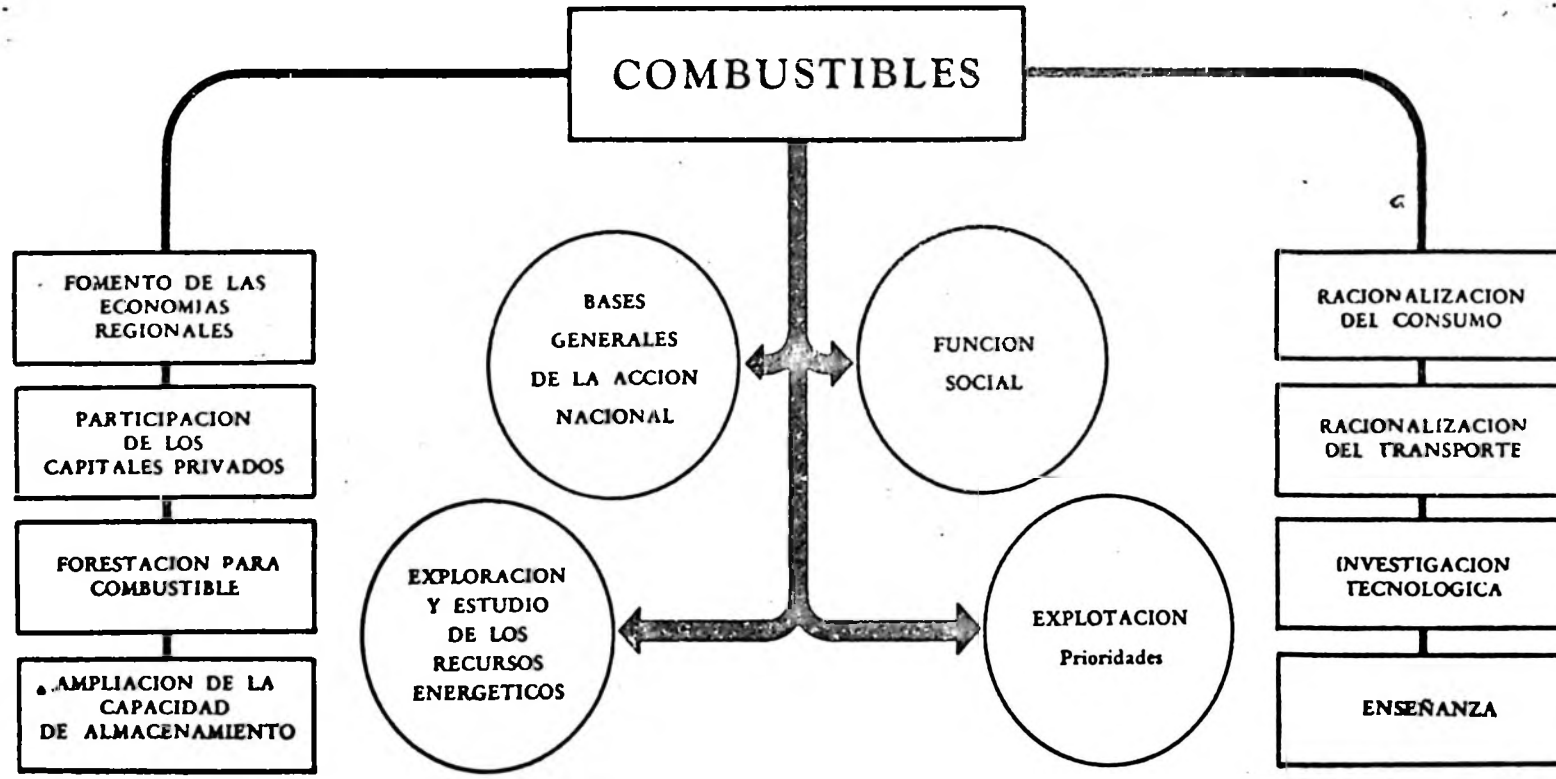 COMBUSTIBLES
FOMENTO DE LAS
ECONOMIAS
REGIONALES
PARTICIPACION
DE LOS
CAPITALES PRIVADOS
FORESTACION PARA
COMBUSTIBLE
AMPLIACION DE LA
CAPACIDAD
DE ALMACENAMIENTO
BASES
GENERALES
DE LA ACCION
NACIONAL
FUNCION
SOCIAL
EXPLORACION
Y ESTUDIO
DE LOS
RECURSOS
ENERGETICOS
EXPLOTACION
Prioridades
RACIONALIZACION
DEL CONSUMO
RACIONALIZACION
DEL TRANSPORTE
INVESTIGACION
TECNOLOGICA
ENSEÑANZA